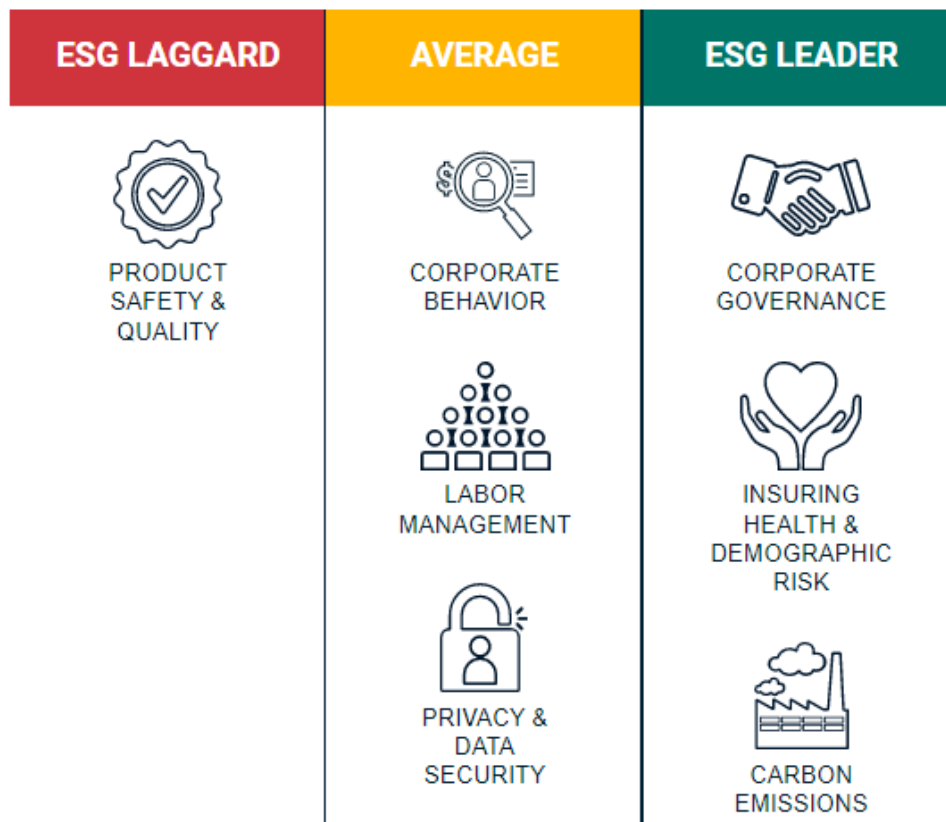 ESG LAGGARD
AVERAGE
ESG LEADER
PRODUCT
SAFETY &
QUALITY
CORPORATE
BEHAVIOR
LABOR
MANAGEMENT
PRIVACY &
DATA
SECURITY
CORPORATE
GOVERNANCE
INSURING
HEALTH &
DEMOGRAPHIC
RISK
CARBON
EMISSIONS